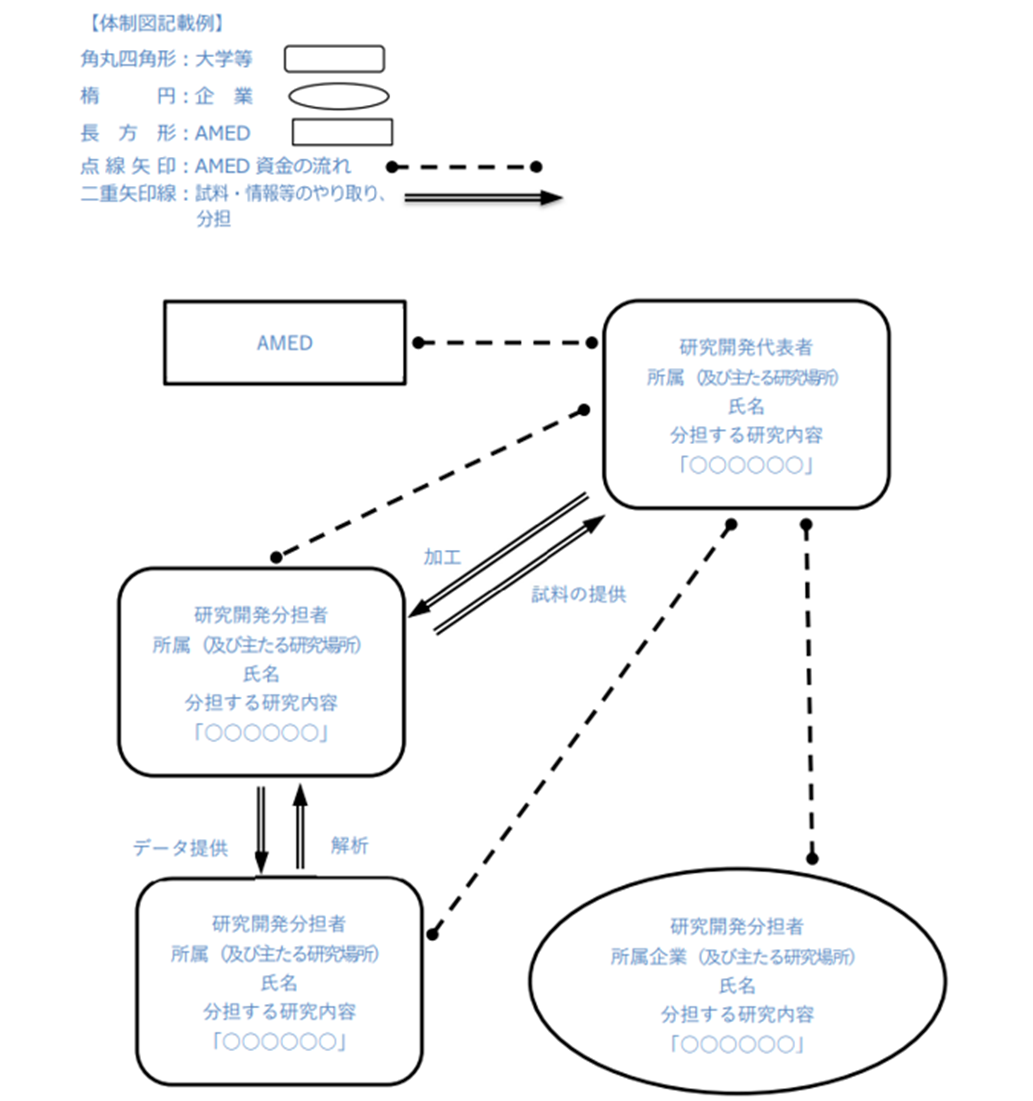 【体制図記載例】
角丸四角形：大学等
楕　　　円：企　業
長　方　形：AMED
点 線 矢 印：AMED 資金の流れ
二重矢印線：試料・情報等のやり取り、
分担
AMED
研究開発代表者
所属（及び主たる研究場所）
氏名
分担する研究内容
「○○○○○○」
加工
試料の提供
研究開発分担者
所属（及び主たる研究場所）
氏名
分担する研究内容
「○○○○○○」
データ提供
解析
研究開発分担者
所属（及び主たる研究場所）
氏名
分担する研究内容
「○○○○○○」
研究開発分担者
所属企業（及び主たる研究場所）
氏名
分担する研究内容
「○○○○○○」